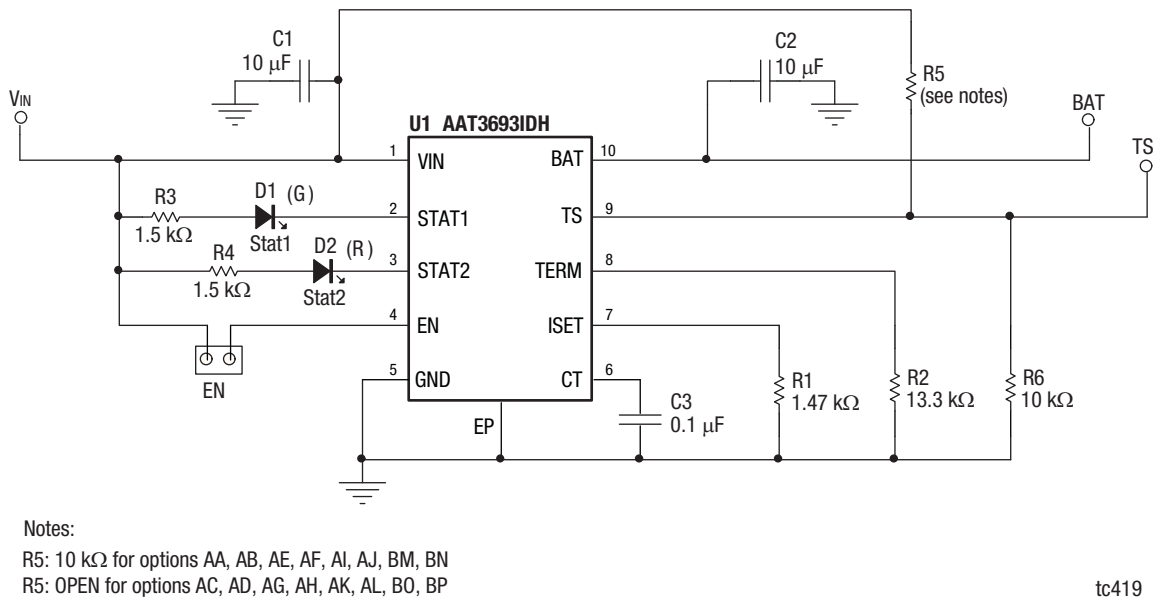 C1
10 µF
C2
10 µF
R5
(see notes)
VIN
BAT
TS
U1 AAT3693IDH
1
VIN
BAT
10
R3
1.5 kΩ
D1 (G)
Stat1
2
STAT1
TS
9
R4
1.5 kΩ
D2 (R)
Stat2
3
STAT2
TERM
8
4
EN
ISET
7
EN
5
GND
CT
6
EP
C3
0.1 µF
R1
1.47 kΩ
R2
13.3 kΩ
R6
10 kΩ
Notes:
R5: 10 kΩ for options AA, AB, AE, AF, AI, AJ, BM, BN
R5: OPEN for options AC, AD, AG, AH, AK, AL, BO, BP
tc419